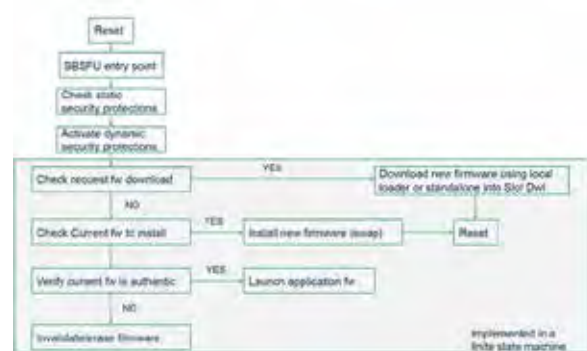 Reset
SBSFU entry point
Check static
security protections
Activate dynamic
security protections
Check request fw download
YES
Download new firmware using local
loader or standalone into Slot Dwl
NO
Check Current fw to install
YES
Install new firmware (swap)
Reset
Verify current fw is authentic
YES
Launch application fw
NO
Invalidate/erase firmware
Implemented in a
finite state machine